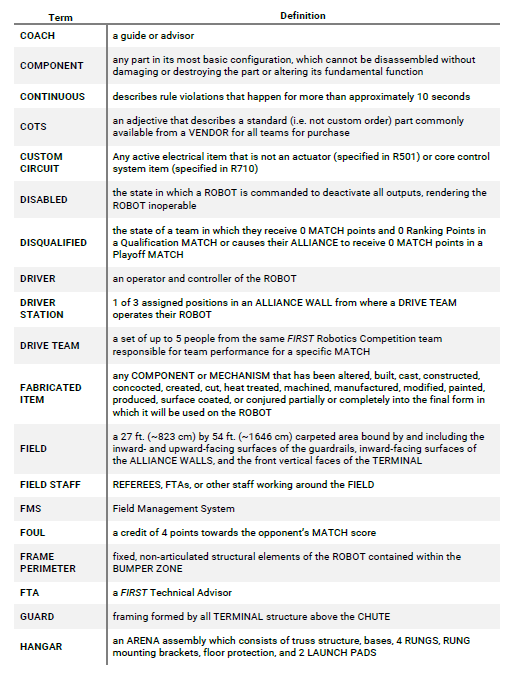 Term Definition
COACH a guide or advisor
COMPONENT any part in its most basic configuration, which cannot be disassembled without
damaging or destroying the part or altering its fundamental function
CONTINUOUS describes rule violations that happen for more than approximately 10 seconds
COTS an adjective that describes a standard (i.e. not custom order) part commonly
available from a VENDOR for all teams for purchase
CUSTOM Any active electrical item that is not an actuator (specified in R501) or core control
CIRCUIT system item (specified in R710)
DISABLED the state in which a ROBOT is commanded to deactivate all outputs, rendering the
ROBOT inoperable
DISQUALIFIED the state of a team in which they receive 0 MATCH points and 0 Ranking Points in
a Qualification MATCH or causes their ALLIANCE to receive 0 MATCH points in a
Playoff MATCH
DRIVER an operator and controller of the ROBOT
DRIVER 1 of 3 assigned positions in an ALLIANCE WALL from where a DRIVE TEAM
STATION operates their ROBOT
DRIVE TEAM a set of up to 5 people from the same FIRST Robotics Competition team
responsible for team performance for a specific MATCH
FABRICATED ITEM any COMPONENT or MECHANISM that has been altered, built, cast, constructed,
concocted, created, cut, heat treated, machined, manufactured, modified, painted,
produced, surface coated, or conjured partially or completely into the final form in
which it will be used on the ROBOT
FIELD a 27 ft. (~823 cm) by 54 ft. (~1646 cm) carpeted area bound by and including the
inward- and upward-facing surfaces of the guardrails, inward-facing surfaces of
the ALLIANCE WALLS, and the front vertical faces of the TERMINAL
FIELD STAFF REFEREES, FTAs, or other staff working around the FIELD
FMS Field Management System
FOUL a credit of 4 points towards the opponent's MATCH score
FRAME fixed, non-articulated structural elements of the ROBOT contained within the
PERIMETER BUMPER ZONE
FTA a FIRST Technical Advisor
GUARD framing formed by all TERMINAL structure above the CHUTE
HANGAR an ARENA assembly which consists of truss structure, bases, 4 RUNGS, RUNG
mounting brackets, floor protection, and 2 LAUNCH PADS